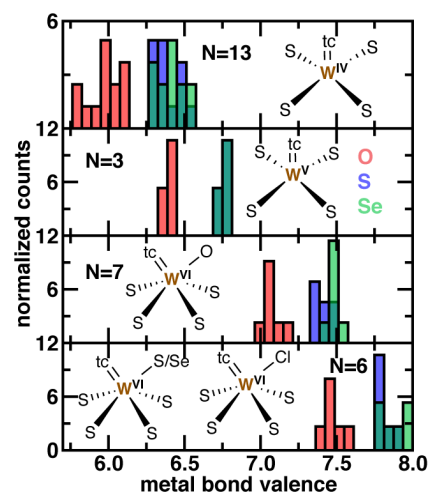 6
N=13
tc
S
S
W^IV
S
S
12
N=3
tc
S
S
W^V
S
S
O
S
Se
6
12
N=7
tc
O
W^VI
S
S
S
S
6
12
N=6
tc
S/Se
W^VI
S
S
S
S
tc
Cl
W^VI
S
S
S
S
6
0
6.0
6.5
7.0
7.5
8.0
metal bond valence
normalized counts